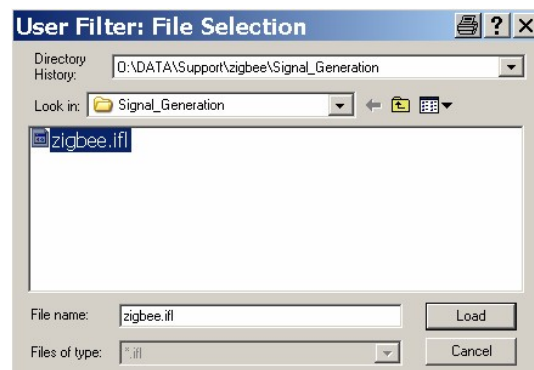 User Filter: File Selection
Directory History: O:\DATA\Support\zigbee\Signal_Generation
Look in: Signal_Generation
zigbee.ifl
File name: zigbee.ifl
Load
Files of type: *.ifl
Cancel